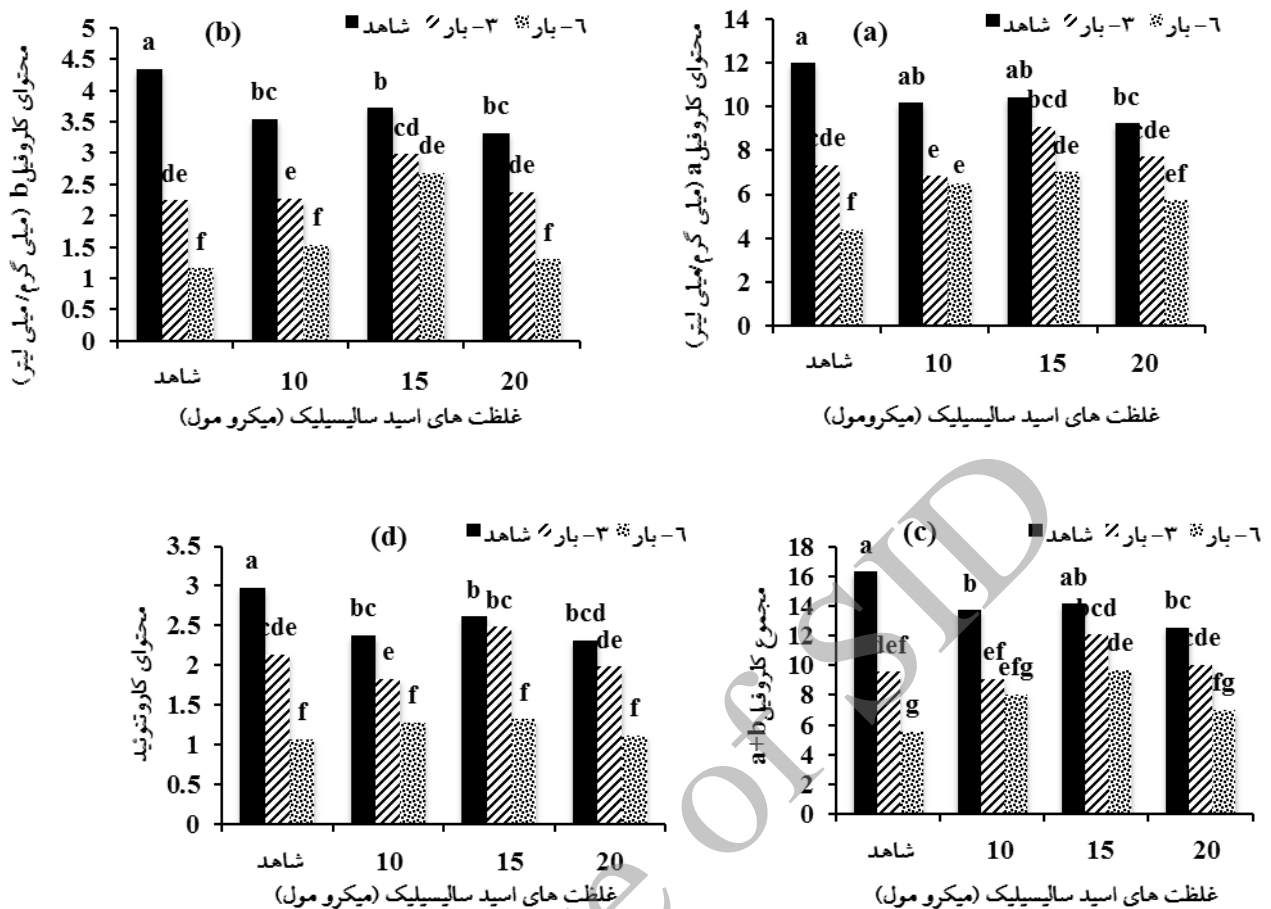 (b)
شاهد ۳- بار ٦- بار
محتوای کلروفیل b (میلی گرم/میلی لیتر)
5
4.5
4
3.5
3
2.5
2
1.5
1
0.5
0
a bc b bc
de e cd de
f f de f
شاهد 10 15 20
غلظت های اسید سالیسیلیک (میکرو مول)
(a)
شاهد ۳- بار ٦- بار
محتوای کلروفیل a (میلی گرم/میلی لیتر)
14
12
10
8
6
4
2
0
a ab ab bc
cde e bcd cde
f e de ef
شاهد 10 15 20
غلظت های اسید سالیسیلیک (میکرومول)
(d)
شاهد ۳- بار ٦- بار
محتوای کاروتنوئید
3.5
3
2.5
2
1.5
1
0.5
0
a bc b bcd
cde e bc de
f f f f
شاهد 10 15 20
غلظت های اسید سالیسیلیک (میکرو مول)
(c)
شاهد ۳- بار ٦- بار
مجموع کلروفیل a+b
18
16
14
12
10
8
6
4
2
0
a b ab bc
def ef bcd cde
g efg de fg
شاهد 10 15 20
غلظت های اسید سالیسیلیک (میکرو مول)
e of SID